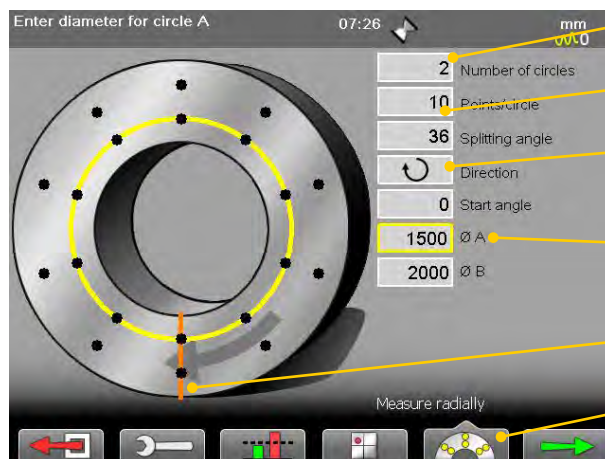 Enter diameter for circle A
07:26
mm
0
2 Number of circles
10 Points/circle
36 Splitting angle
Direction
0 Start angle
1500 Ø A
2000 Ø B
Measure radially